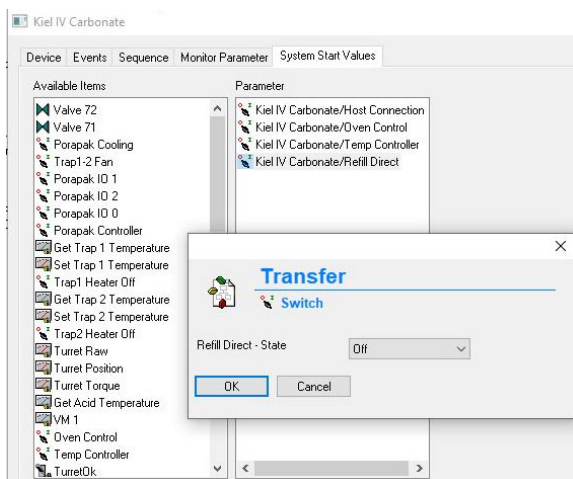 Kiel IV Carbonate
Device Events Sequence Monitor Parameter System Start Values
Available Items
Valve 72
Valve 71
Porapak Cooling
Trap1-2 Fan
Porapak IO 1
Porapak IO 2
Porapak IO 0
Porapak Controller
Get Trap 1 Temperature
Set Trap 1 Temperature
Trap1 Heater Off
Get Trap 2 Temperature
Set Trap 2 Temperature
Trap2 Heater Off
Turret Raw
Turret Position
Turret Torque
Get Acid Temperature
VM 1
Oven Control
Temp Controller
TurretOk
Parameter
Kiel IV Carbonate/Host Connection
Kiel IV Carbonate/Oven Control
Kiel IV Carbonate/Temp Controller
Kiel IV Carbonate/Refill Direct
Transfer
Switch
Refill Direct - State Off
OK Cancel